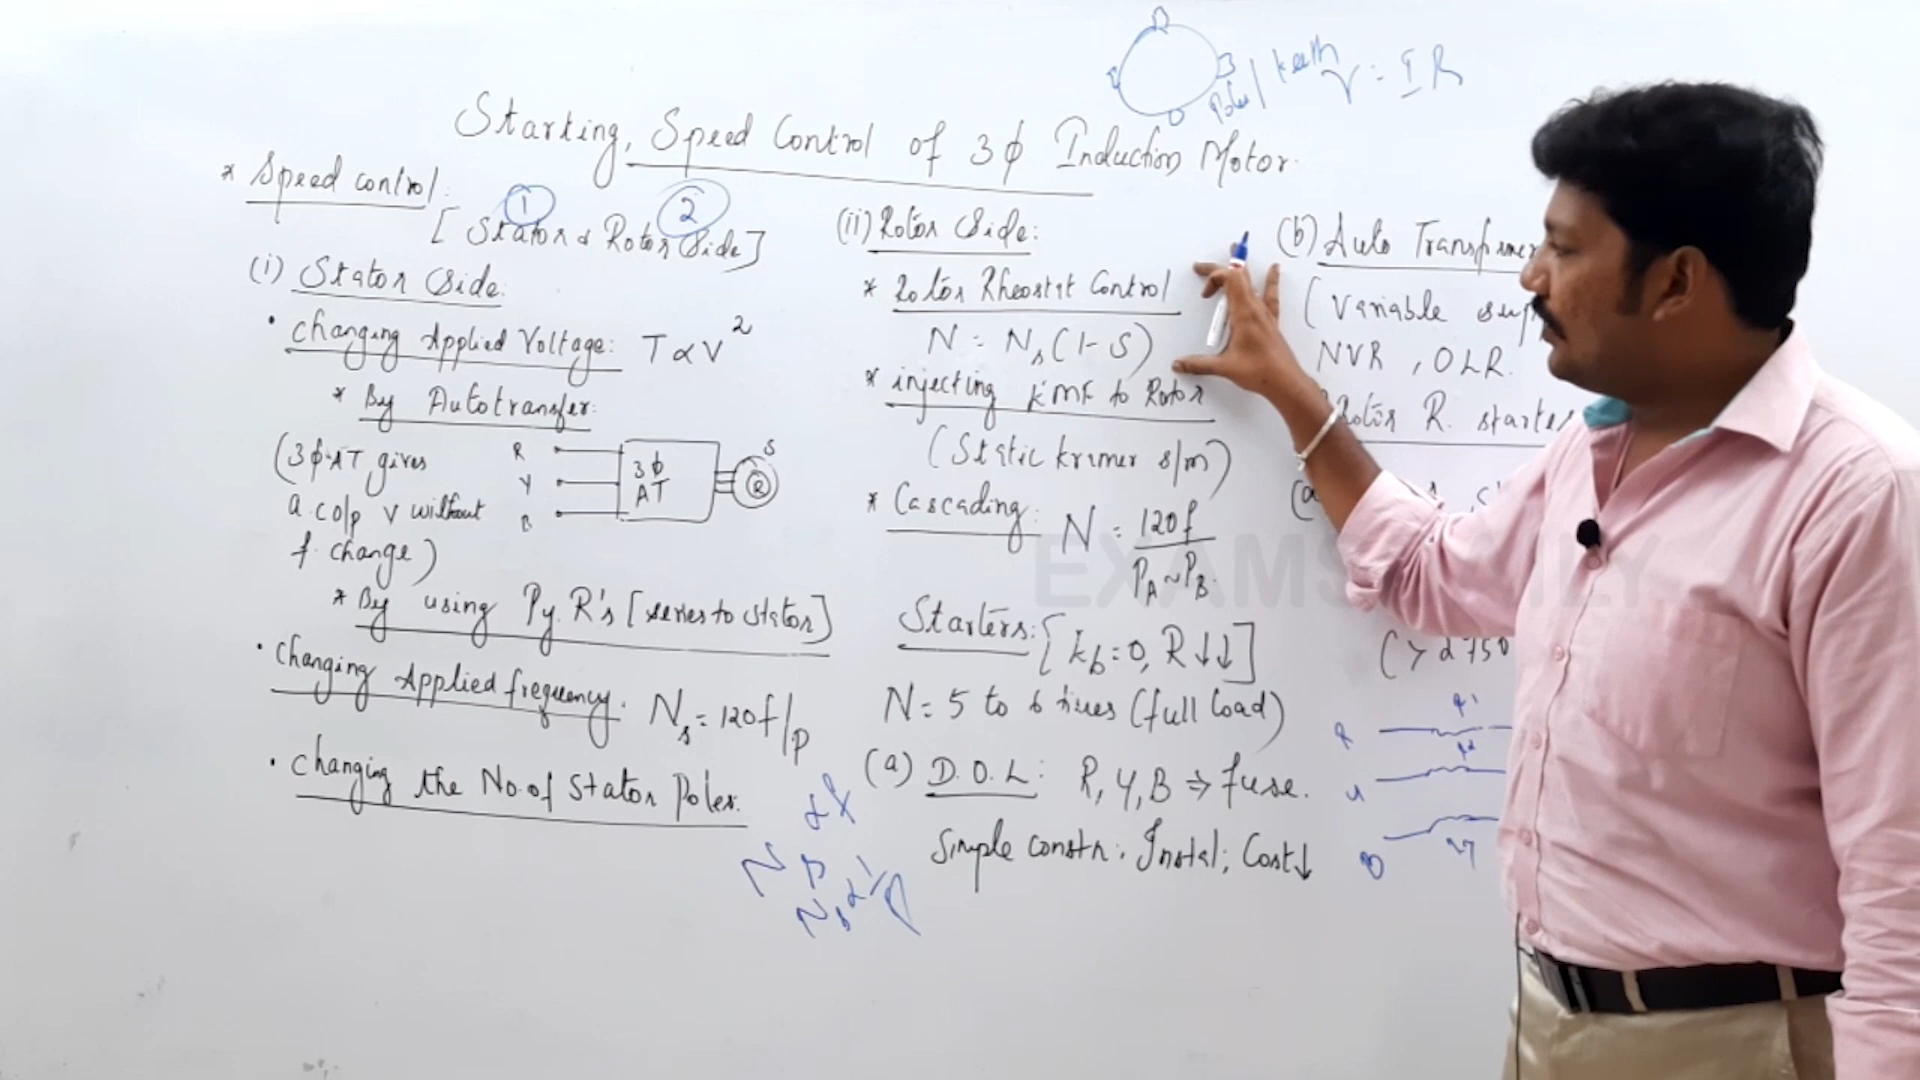 Starting, Speed Control of 3ϕ Induction Motor.
V = IR
* Speed control:
[Stator & Rotor Side]
1
2
(i) Stator Side:
• Changing Applied Voltage: T ∝ V²
* By Autotransfer:
(3ϕ-AT gives
a.c o/p v without
f. change)
R
Y
B
3ϕ
AT
S
R
* By using Py. R's [series to stator]
• Changing Applied frequency. Ns = 120f/p
• Changing the No. of Stator Poles.
(ii) Rotor Side:
* Rotor Rheostat Control
N = Ns(1-S)
* injecting EMF to Rotor
(Static kramer s/m)
* Cascading: N = 120f
PA ~ PB.
Starters: [Eb = 0, R↓↓]
N = 5 to 6 times (full load)
(a) D.O.L: R, Y, B ⇒ fuse.
Simple constr; Instal; Cost↓
(b) Auto Transformer
(Variable
NVR, OLR.
Rotor R.
(a
(> 2750
R
EXAMSDAILY